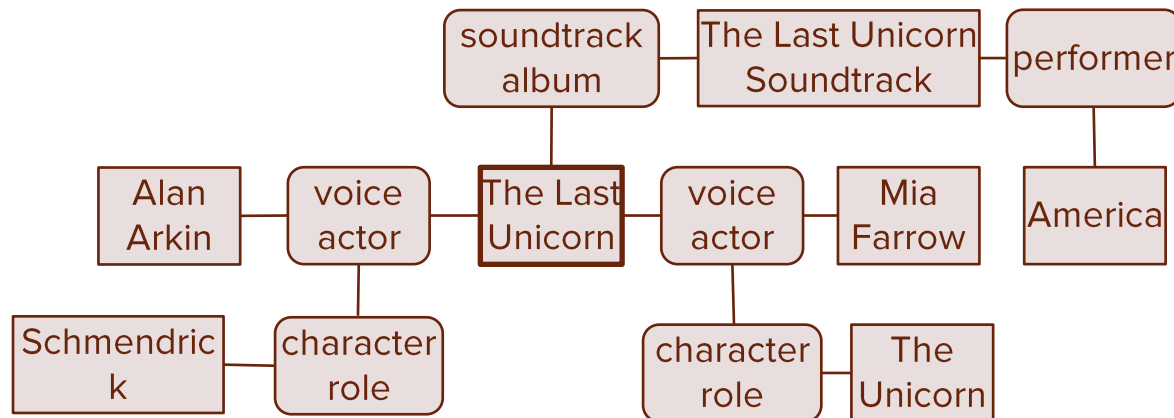 soundtrack
album
The Last Unicorn
Soundtrack
performer
Alan
Arkin
voice
actor
The Last
Unicorn
voice
actor
Mia
Farrow
America
Schmendric
k
character
role
character
role
The
Unicorn